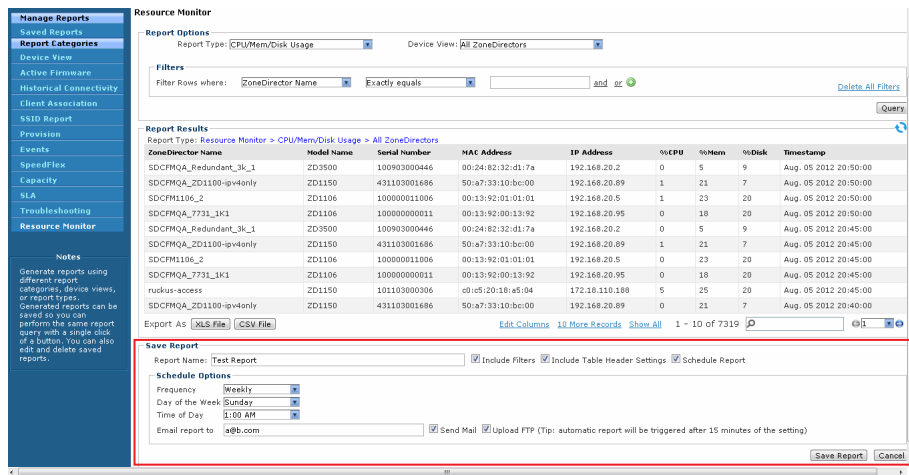 Manage Reports
Saved Reports
Report Categories
Device View
Active Firmware
Historical Connectivity
Client Association
SSID Report
Provision
Events
SpeedFlex
Capacity
SLA
Troubleshooting
Resource Monitor
Notes
Generate reports using
different report
categories, device views,
or report types.
Generated reports can be
saved so you can
perform the same report
query with a single click
of a button. You can also
edit and delete saved
reports.
Resource Monitor
Report Options
Report Type: CPU/Mem/Disk Usage Device View: All ZoneDirectors
Filters
Filter Rows where: ZoneDirector Name Exactly equals and or
Delete All Filters
Query
Report Results
Report Type: Resource Monitor > CPU/Mem/Disk Usage > All ZoneDirectors
ZoneDirector Name Model Name Serial Number MAC Address IP Address %CPU %Mem %Disk Timestamp
SDCFMQA_Redundant_3k_1 ZD3500 100903000446 00:24:82:32:d1:7a 192.168.20.2 0 5 9 Aug. 05 2012 20:50:00
SDCFMQA_ZD1100-ipv4only ZD1150 431103001686 50:a7:33:10:bc:00 192.168.20.89 1 21 7 Aug. 05 2012 20:50:00
SDCFM1106_2 ZD1106 100000011006 00:13:92:01:01:01 192.168.20.5 1 23 20 Aug. 05 2012 20:50:00
SDCFMQA_7731_1K1 ZD1106 100000000011 00:13:92:00:13:92 192.168.20.95 0 18 20 Aug. 05 2012 20:50:00
SDCFMQA_Redundant_3k_1 ZD3500 100903000446 00:24:82:32:d1:7a 192.168.20.2 0 5 9 Aug. 05 2012 20:45:00
SDCFMQA_ZD1100-ipv4only ZD1150 431103001686 50:a7:33:10:bc:00 192.168.20.89 1 21 7 Aug. 05 2012 20:45:00
SDCFM1106_2 ZD1106 100000011006 00:13:92:01:01:01 192.168.20.5 0 23 20 Aug. 05 2012 20:45:00
SDCFMQA_7731_1K1 ZD1106 100000000011 00:13:92:00:13:92 192.168.20.95 0 18 20 Aug. 05 2012 20:45:00
ruckus-access ZD1150 101103000306 c0:c5:20:18:a5:04 172.18.110.188 5 25 20 Aug. 05 2012 20:45:00
SDCFMQA_ZD1100-ipv4only ZD1150 431103001686 50:a7:33:10:bc:00 192.168.20.89 0 21 7 Aug. 05 2012 20:40:00
Export As XLS File CSV File Edit Columns 10 More Records Show All 1 - 10 of 7319 1
Save Report
Report Name: Test Report Include Filters Include Table Header Settings Schedule Report
Schedule Options
Frequency Weekly
Day of the Week Sunday
Time of Day 1:00 AM
Email report to a@b.com Send Mail Upload FTP (Tip: automatic report will be triggered after 15 minutes of the setting)
Save Report Cancel